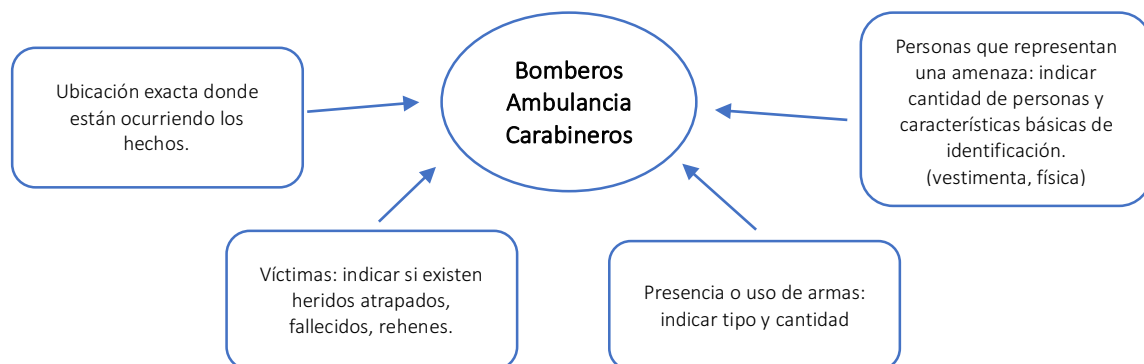 Bomberos
Ambulancia
Carabineros
Ubicación exacta donde
están ocurriendo los
hechos.
Personas que representan
una amenaza: indicar
cantidad de personas y
características básicas de
identificación.
(vestimenta, física)
Víctimas: indicar si existen
heridos atrapados,
fallecidos, rehenes.
Presencia o uso de armas:
indicar tipo y cantidad